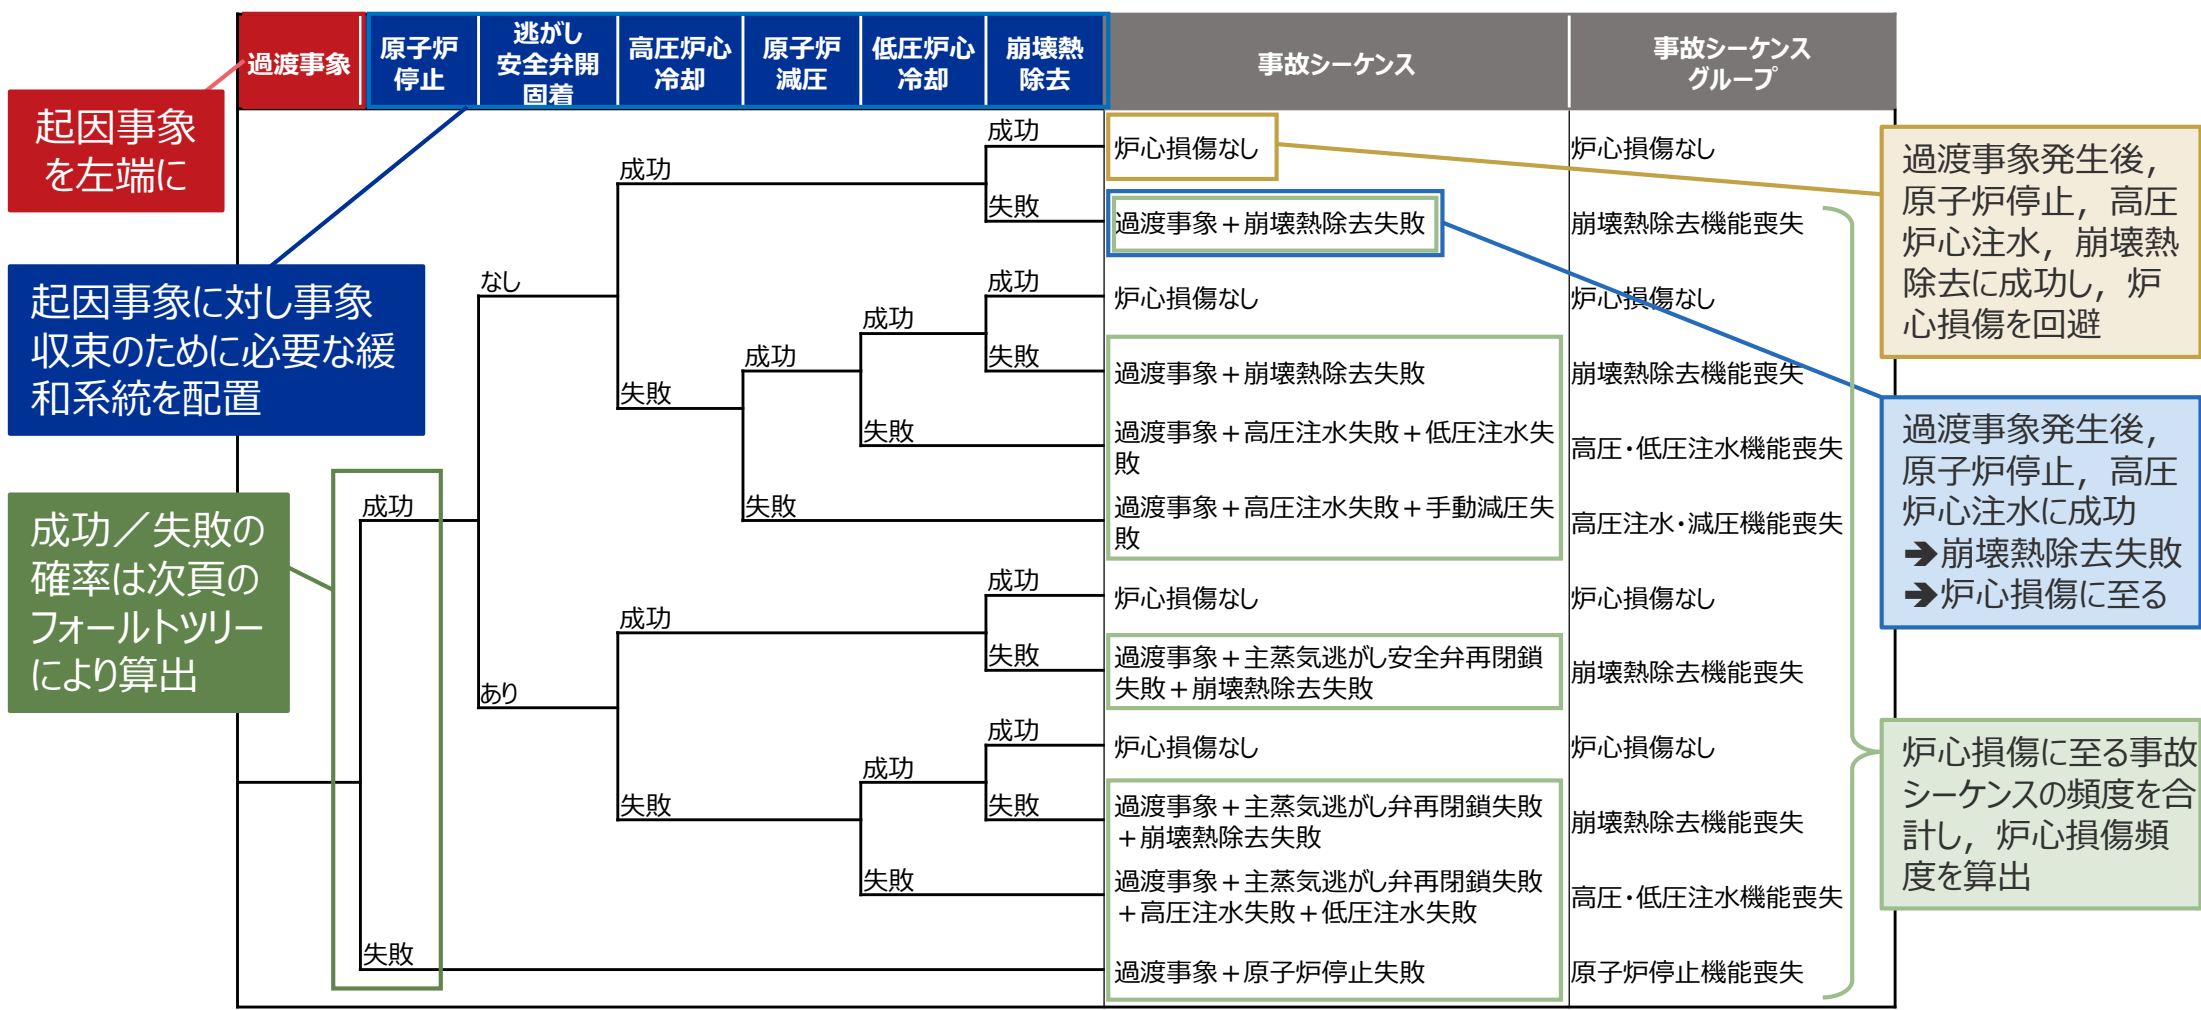 過渡事象
原子炉
停止
逃がし
安全弁開
固着
高圧炉心
冷却
原子炉
減圧
低圧炉心
冷却
崩壊熱
除去
事故シーケンス
事故シーケンス
グループ
起因事象
を左端に
起因事象に対し事象
収束のために必要な緩
和系統を配置
成功／失敗の
確率は次頁の
フォールトツリー
により算出
成功
炉心損傷なし
炉心損傷なし
成功
失敗
過渡事象＋崩壊熱除去失敗
崩壊熱除去機能喪失
なし
成功
炉心損傷なし
炉心損傷なし
成功
成功
失敗
過渡事象＋崩壊熱除去失敗
崩壊熱除去機能喪失
失敗
失敗
過渡事象＋高圧注水失敗＋低圧注水失
敗
高圧・低圧注水機能喪失
成功
失敗
過渡事象＋高圧注水失敗＋手動減圧失
敗
高圧注水・減圧機能喪失
成功
炉心損傷なし
炉心損傷なし
成功
失敗
過渡事象＋主蒸気逃がし安全弁再閉鎖
失敗＋崩壊熱除去失敗
崩壊熱除去機能喪失
あり
成功
炉心損傷なし
炉心損傷なし
成功
失敗
失敗
過渡事象＋主蒸気逃がし弁再閉鎖失敗
＋崩壊熱除去失敗
崩壊熱除去機能喪失
失敗
過渡事象＋主蒸気逃がし弁再閉鎖失敗
＋高圧注水失敗＋低圧注水失敗
高圧・低圧注水機能喪失
失敗
過渡事象＋原子炉停止失敗
原子炉停止機能喪失
過渡事象発生後，
原子炉停止，高圧
炉心注水，崩壊熱
除去に成功し，炉
心損傷を回避
過渡事象発生後，
原子炉停止，高圧
炉心注水に成功
➔崩壊熱除去失敗
➔炉心損傷に至る
炉心損傷に至る事故
シーケンスの頻度を合
計し，炉心損傷頻
度を算出